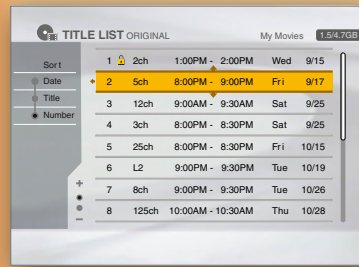 TITLE LIST ORIGINAL My Movies 1.5/4.7GB
Sort
Date
Title
Number
1 2ch 1:00PM - 2:00PM Wed 9/15
2 5ch 8:00PM - 9:00PM Fri 9/17
3 12ch 9:00AM - 9:30AM Sat 9/25
4 3ch 8:00PM - 8:30PM Sat 9/25
5 25ch 8:00PM - 8:30PM Fri 10/15
6 L2 9:00PM - 9:30PM Tue 10/19
7 8ch 9:00PM - 9:30PM Tue 10/26
8 125ch 10:00AM - 10:30AM Thu 10/28